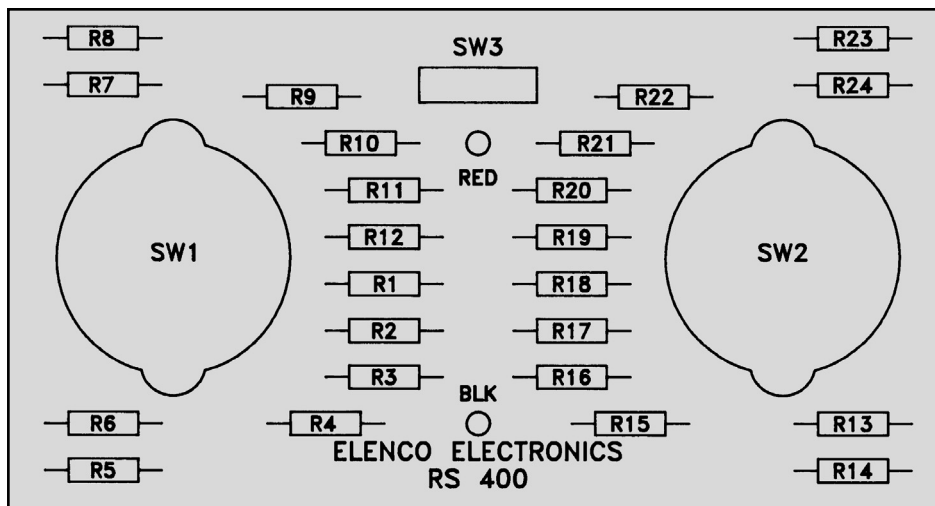 R8
SW3
R23
R7
R9
R22
R24
R10
R21
RED
R11
R20
SW1
R12
R19
SW2
R1
R18
R2
R17
R3
R16
BLK
R6
R4
R15
R13
ELENCO ELECTRONICS
R5
RS 400
R14